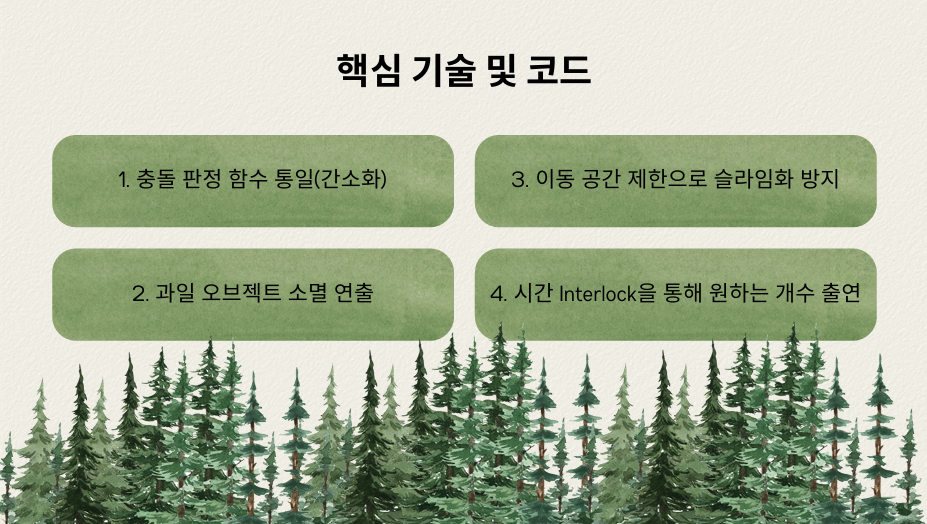 핵심 기술 및 코드
1. 충돌 판정 함수 통일(간소화)
2. 과일 오브젝트 소멸 연출
3. 이동 공간 제한으로 슬라임화 방지
4. 시간 Interlock을 통해 원하는 개수 출연